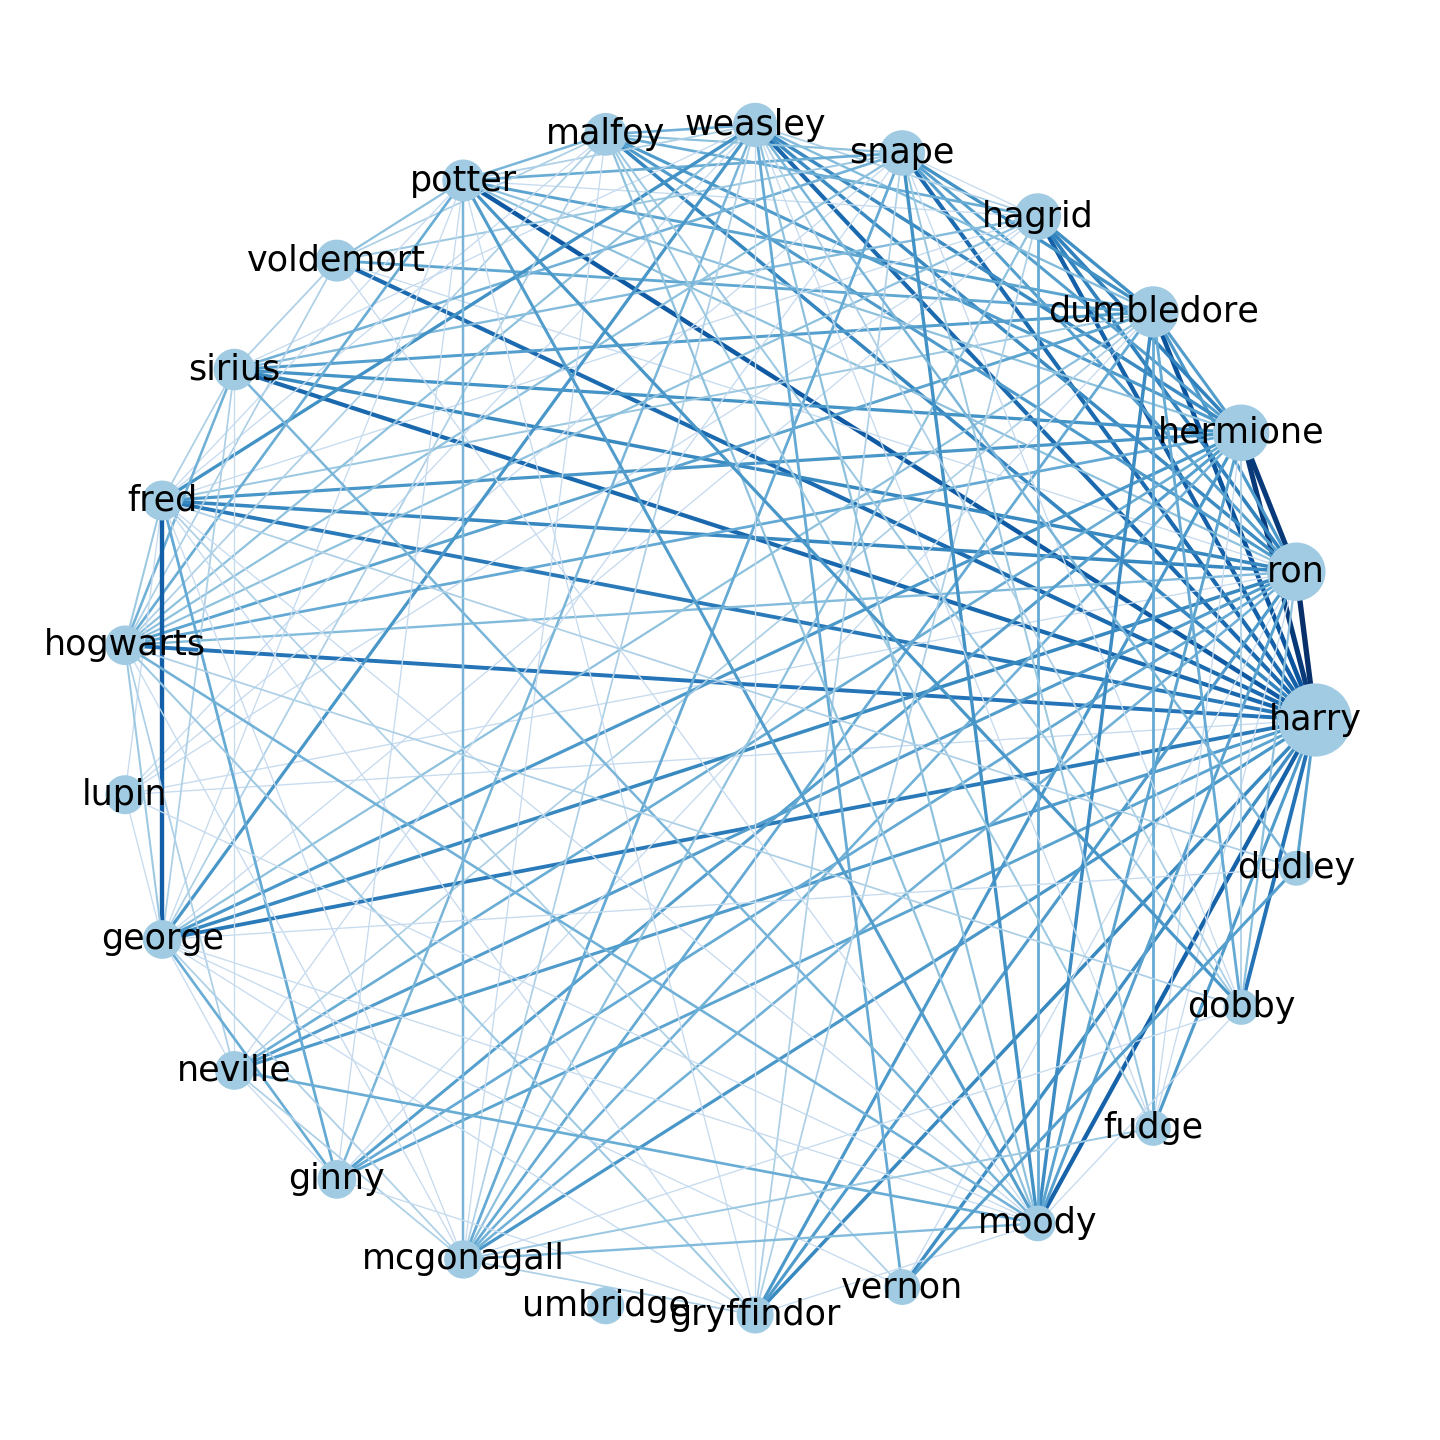 weasley
malfoy
snape
potter
hagrid
voldemort
dumbledore
sirius
hermione
fred
ron
hogwarts
harry
lupin
dudley
george
dobby
neville
fudge
ginny
moody
mcgonagall
vernon
umbridge
gryffindor